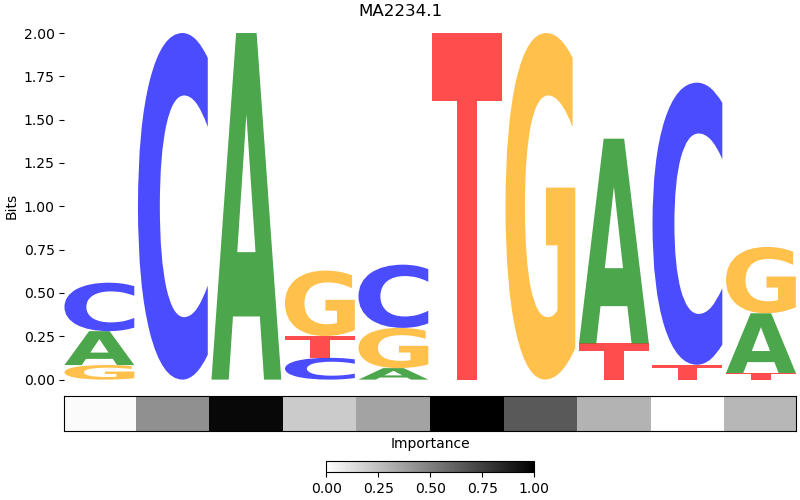 MA2234.1
2.00
1.75
1.50
1.25
1.00
0.75
0.50
0.25
0.00
Bits
C C A G C T G A C G
A T G T T A
G C A T
Importance
0.00 0.25 0.50 0.75 1.00